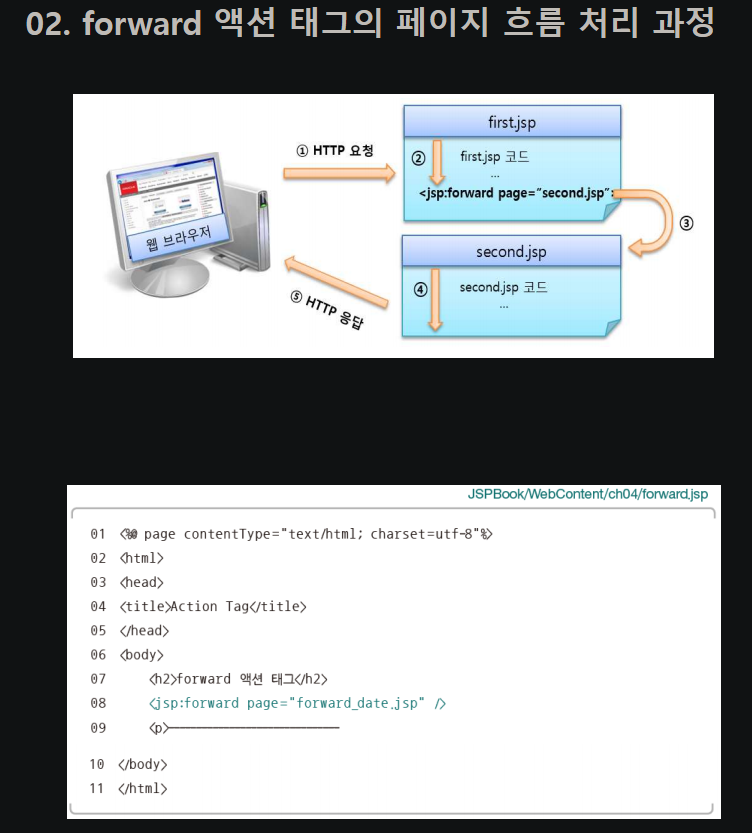 02. forward 액션 태그의 페이지 흐름 처리 과정
① HTTP 요청
first.jsp
②
first.jsp 코드
...
<jsp:forward page="second.jsp">
③
웹 브라우저
second.jsp
④
second.jsp 코드
...
⑤ HTTP 응답
JSPBook/WebContent/ch04/forward.jsp
01 <%@ page contentType="text/html; charset=utf-8"%>
02 <html>
03 <head>
04 <title>Action Tag</title>
05 </head>
06 <body>
07 <h2>forward 액션 태그</h2>
08 <jsp:forward page="forward_date.jsp" />
09 <p>-------------------------------
10 </body>
11 </html>